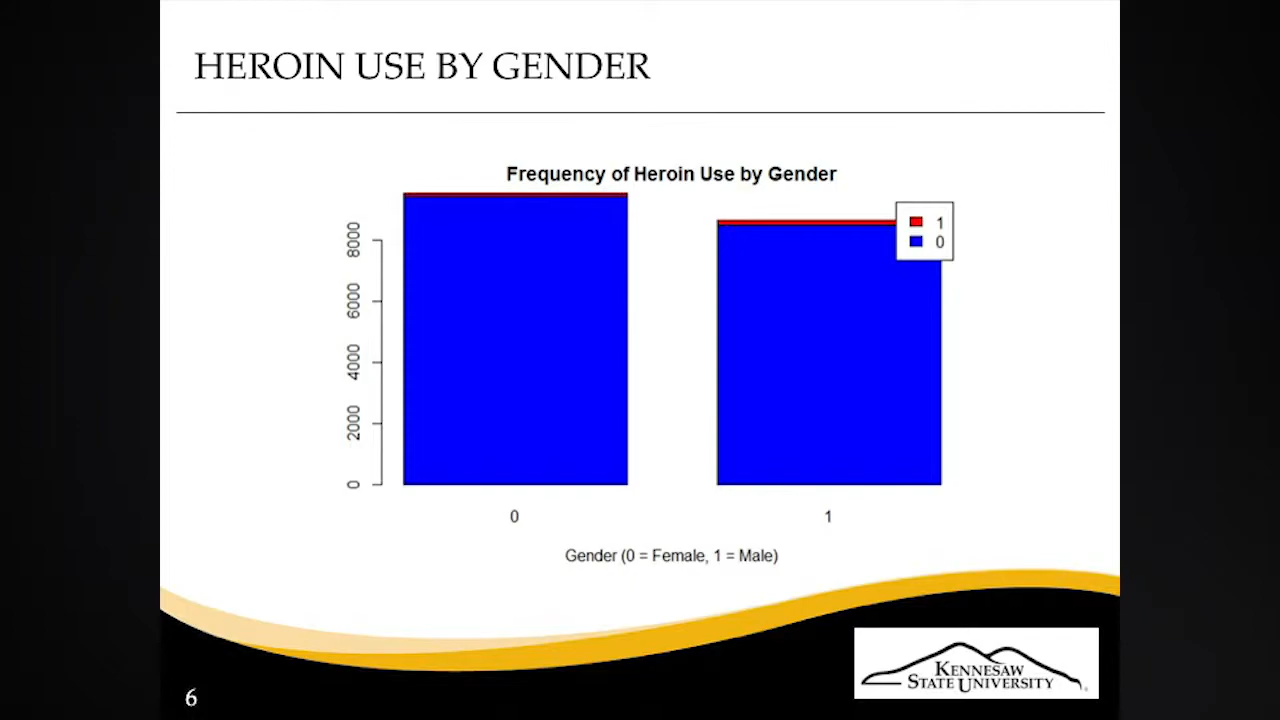 HEROIN USE BY GENDER
Frequency of Heroin Use by Gender
8000
6000
4000
2000
0
1
0
0
1
Gender (0 = Female, 1 = Male)
KENNESAW
STATE UNIVERSITY
6